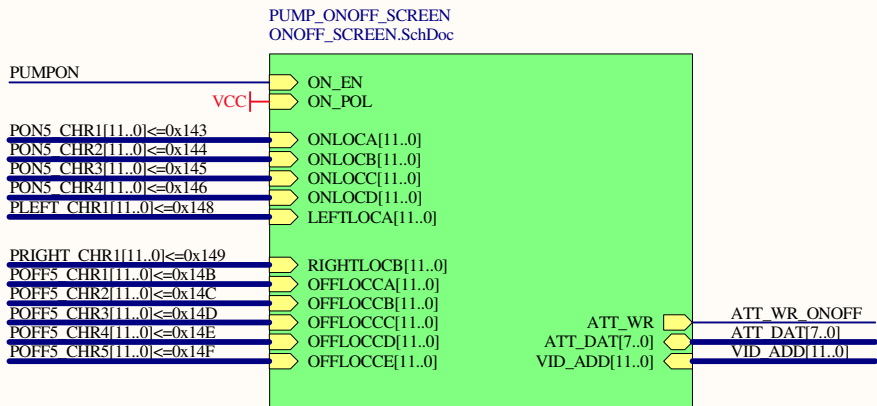 PUMP_ONOFF_SCREEN
ONOFF_SCREEN.SchDoc
PUMPON
ON_EN
VCC
ON_POL
PON5_CHR1[11..0]<=0x143
ONLOCA[11..0]
PON5_CHR2[11..0]<=0x144
ONLOCB[11..0]
PON5_CHR3[11..0]<=0x145
ONLOCC[11..0]
PON5_CHR4[11..0]<=0x146
ONLOCD[11..0]
PLEFT_CHR1[11..0]<=0x148
LEFTLOCA[11..0]
PRIGHT_CHR1[11..0]<=0x149
RIGHTLOCB[11..0]
POFF5_CHR1[11..0]<=0x14B
OFFLOCCA[11..0]
POFF5_CHR2[11..0]<=0x14C
OFFLOCCB[11..0]
POFF5_CHR3[11..0]<=0x14D
OFFLOCCC[11..0]
ATT_WR
ATT_WR_ONOFF
POFF5_CHR4[11..0]<=0x14E
OFFLOCCD[11..0]
ATT_DAT[7..0]
ATT_DAT[7..0]
POFF5_CHR5[11..0]<=0x14F
OFFLOCCE[11..0]
VID_ADD[11..0]
VID_ADD[11..0]